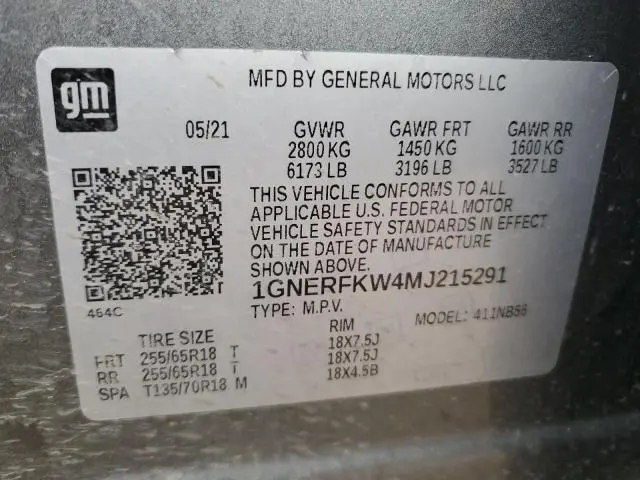 gm
MFD BY GENERAL MOTORS LLC
05/21 GVWR GAWR FRT GAWR RR
2800 KG 1450 KG 1600 KG
6173 LB 3196 LB 3527 LB
THIS VEHICLE CONFORMS TO ALL
APPLICABLE U.S. FEDERAL MOTOR
VEHICLE SAFETY STANDARDS IN EFFECT
ON THE DATE OF MANUFACTURE
SHOWN ABOVE.
1GNERFKW4MJ215291
464C
TYPE: M.P.V. MODEL: 411NB56
TIRE SIZE RIM
FRT 255/65R18 T 18X7.5J
RR 255/65R18 T 18X7.5J
SPA T135/70R18 M 18X4.5B